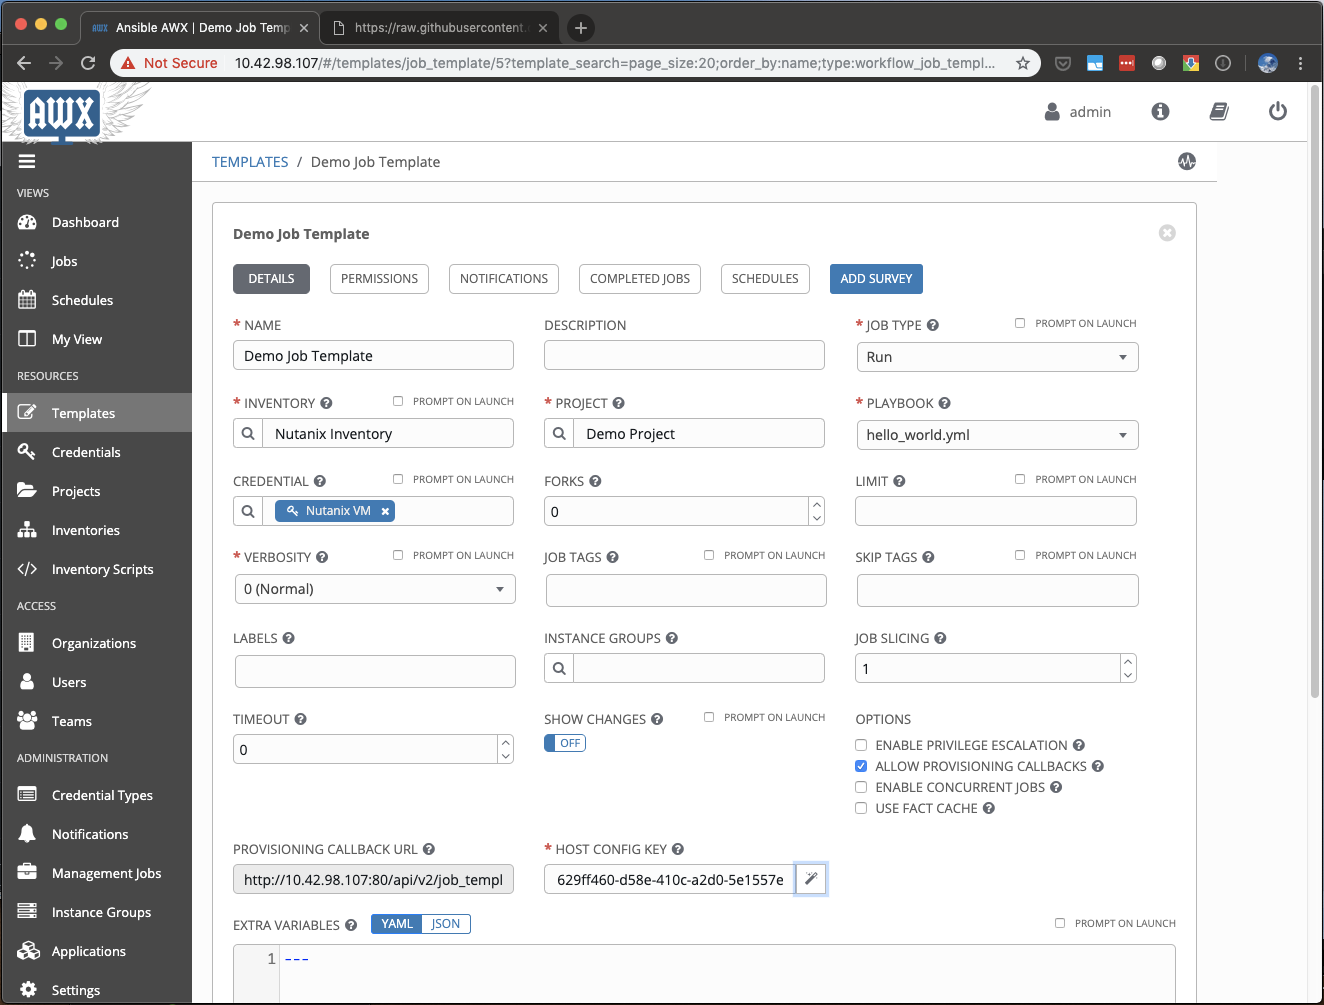 AWX Ansible AWX | Demo Job Temp
https://raw.githubusercontent.
Not Secure 10.42.98.107/#/templates/job_template/5?template_search=page_size:20;order_by:name;type:workflow_job_templ...
AWX
admin
TEMPLATES / Demo Job Template
VIEWS
Dashboard
Jobs
Schedules
My View
RESOURCES
Templates
Credentials
Projects
Inventories
Inventory Scripts
ACCESS
Organizations
Users
Teams
ADMINISTRATION
Credential Types
Notifications
Management Jobs
Instance Groups
Applications
Settings
Demo Job Template
DETAILS PERMISSIONS NOTIFICATIONS COMPLETED JOBS SCHEDULES ADD SURVEY
* NAME DESCRIPTION * JOB TYPE PROMPT ON LAUNCH
Demo Job Template Run
* INVENTORY PROMPT ON LAUNCH * PROJECT * PLAYBOOK
Nutanix Inventory Demo Project hello_world.yml
CREDENTIAL PROMPT ON LAUNCH FORKS LIMIT PROMPT ON LAUNCH
Nutanix VM 0
* VERBOSITY PROMPT ON LAUNCH JOB TAGS PROMPT ON LAUNCH SKIP TAGS PROMPT ON LAUNCH
0 (Normal)
LABELS INSTANCE GROUPS JOB SLICING
1
TIMEOUT SHOW CHANGES PROMPT ON LAUNCH OPTIONS
0 OFF
ENABLE PRIVILEGE ESCALATION
ALLOW PROVISIONING CALLBACKS
ENABLE CONCURRENT JOBS
USE FACT CACHE
PROVISIONING CALLBACK URL * HOST CONFIG KEY
http://10.42.98.107:80/api/v2/job_templ 629ff460-d58e-410c-a2d0-5e1557e
EXTRA VARIABLES YAML JSON PROMPT ON LAUNCH
1 ---